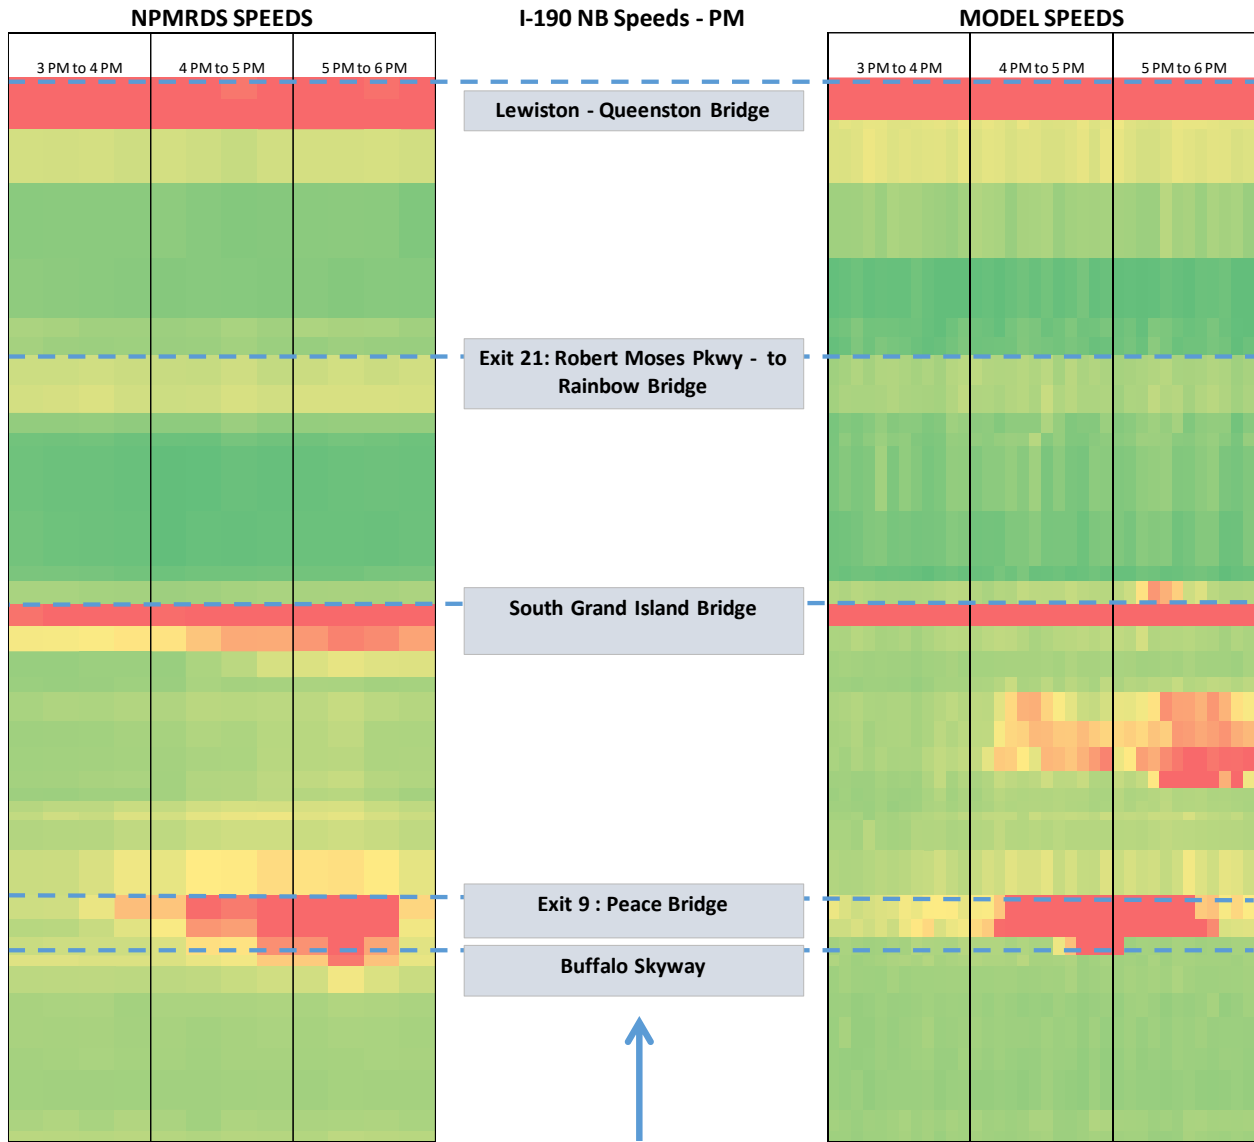 NPMRDS SPEEDS
I-190 NB Speeds - PM
MODEL SPEEDS
3 PM to 4 PM
4 PM to 5 PM
5 PM to 6 PM
3 PM to 4 PM
4 PM to 5 PM
5 PM to 6 PM
Lewiston - Queenston Bridge
Exit 21: Robert Moses Pkwy - to
Rainbow Bridge
South Grand Island Bridge
Exit 9 : Peace Bridge
Buffalo Skyway